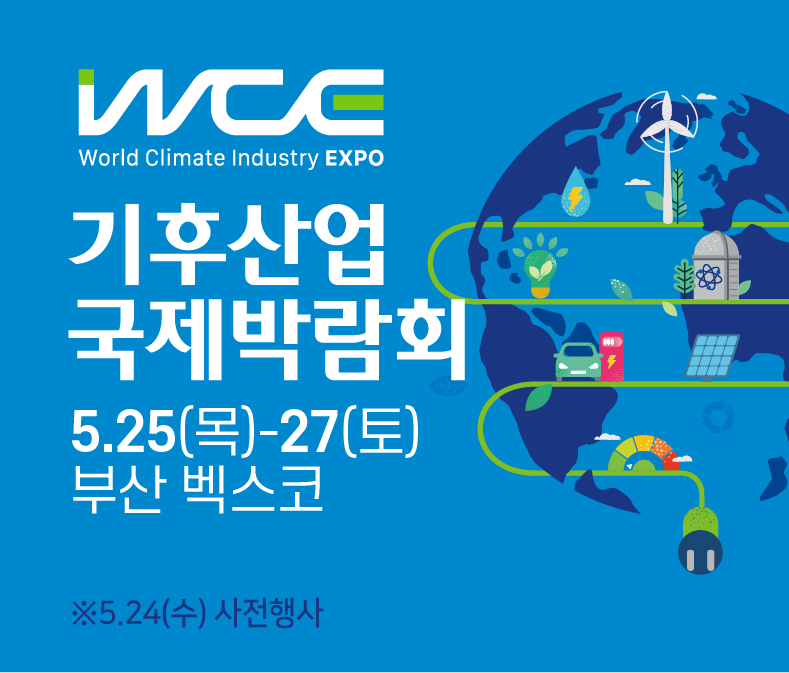 WCE
World Climate Industry EXPO
기후산업
국제박람회
5.25(목)-27(토)
부산 벡스코
※5.24(수) 사전행사